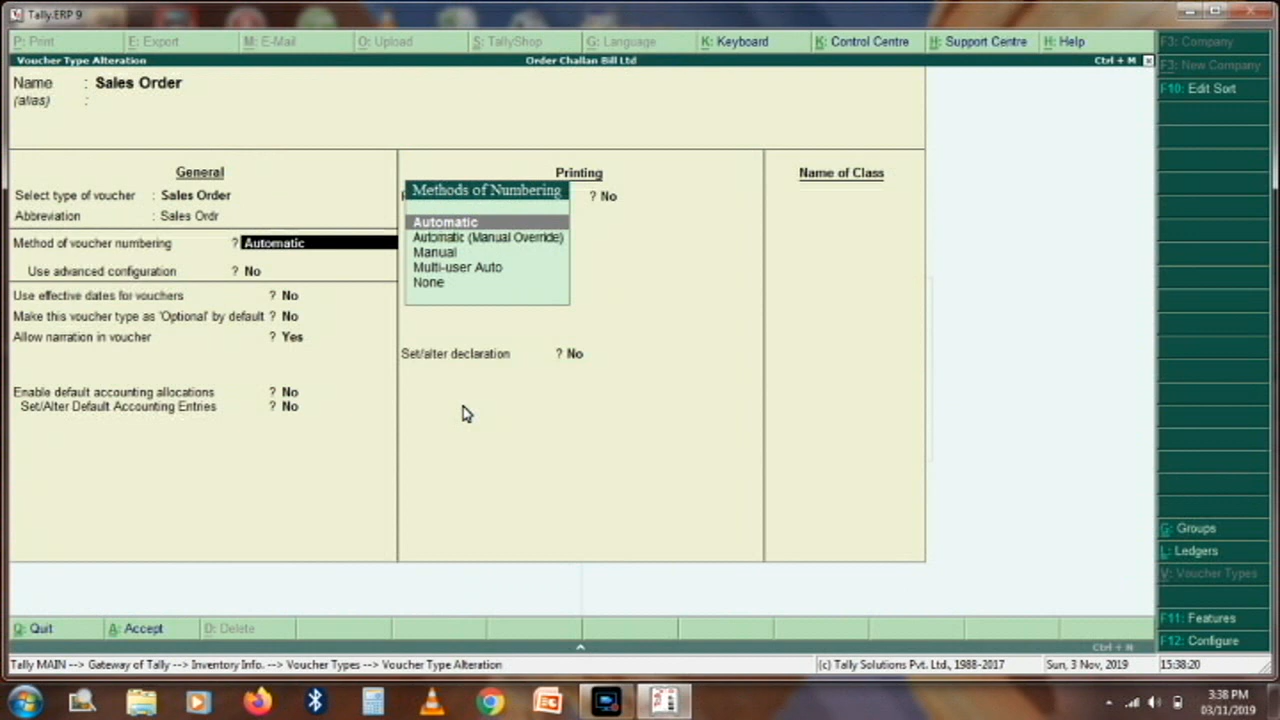 Tally.ERP 9
P: Print E: Export M: E-Mail O: Upload S: TallyShop G: Language K: Keyboard K: Control Centre H: Support Centre H: Help
F3: Company
Voucher Type Alteration Order Challan Bill Ltd Ctrl + M
F3: New Company
Name : Sales Order
F10: Edit Sort
(alias) :
General Printing Name of Class
Methods of Numbering
Select type of voucher : Sales Order
? No
Abbreviation : Sales Ordr
Automatic
Method of voucher numbering ? Automatic
Automatic (Manual Override)
Manual
Use advanced configuration ? No
Multi-user Auto
None
Use effective dates for vouchers ? No
Make this voucher type as 'Optional' by default ? No
Allow narration in voucher ? Yes
Set/alter declaration ? No
Enable default accounting allocations ? No
Set/Alter Default Accounting Entries ? No
G: Groups
L: Ledgers
V: Voucher Types
F11: Features
Q: Quit A: Accept D: Delete
F12: Configure
Ctrl + N
Tally MAIN --> Gateway of Tally --> Inventory Info. --> Voucher Types --> Voucher Type Alteration (c) Tally Solutions Pvt. Ltd., 1988-2017 Sun, 3 Nov, 2019 15:38:20
3:38 PM
03/11/2019